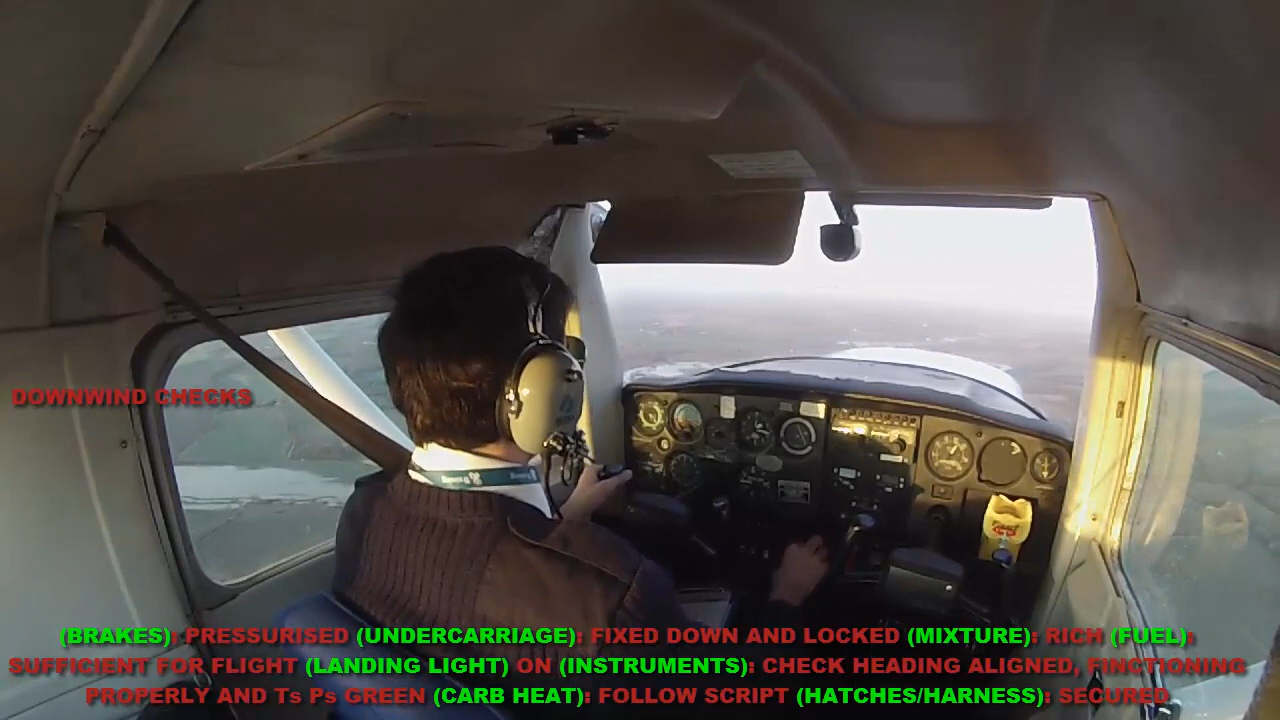 DOWNWIND CHECKS
(BRAKES): PRESSURISED (UNDERCARRIAGE): FIXED DOWN AND LOCKED (MIXTURE): RICH (FUEL):
SUFFICIENT FOR FLIGHT (LANDING LIGHT) ON (INSTRUMENTS): CHECK HEADING ALIGNED, FINCTIONING
PROPERLY AND Ts Ps GREEN (CARB HEAT): FOLLOW SCRIPT (HATCHES/HARNESS): SECURED